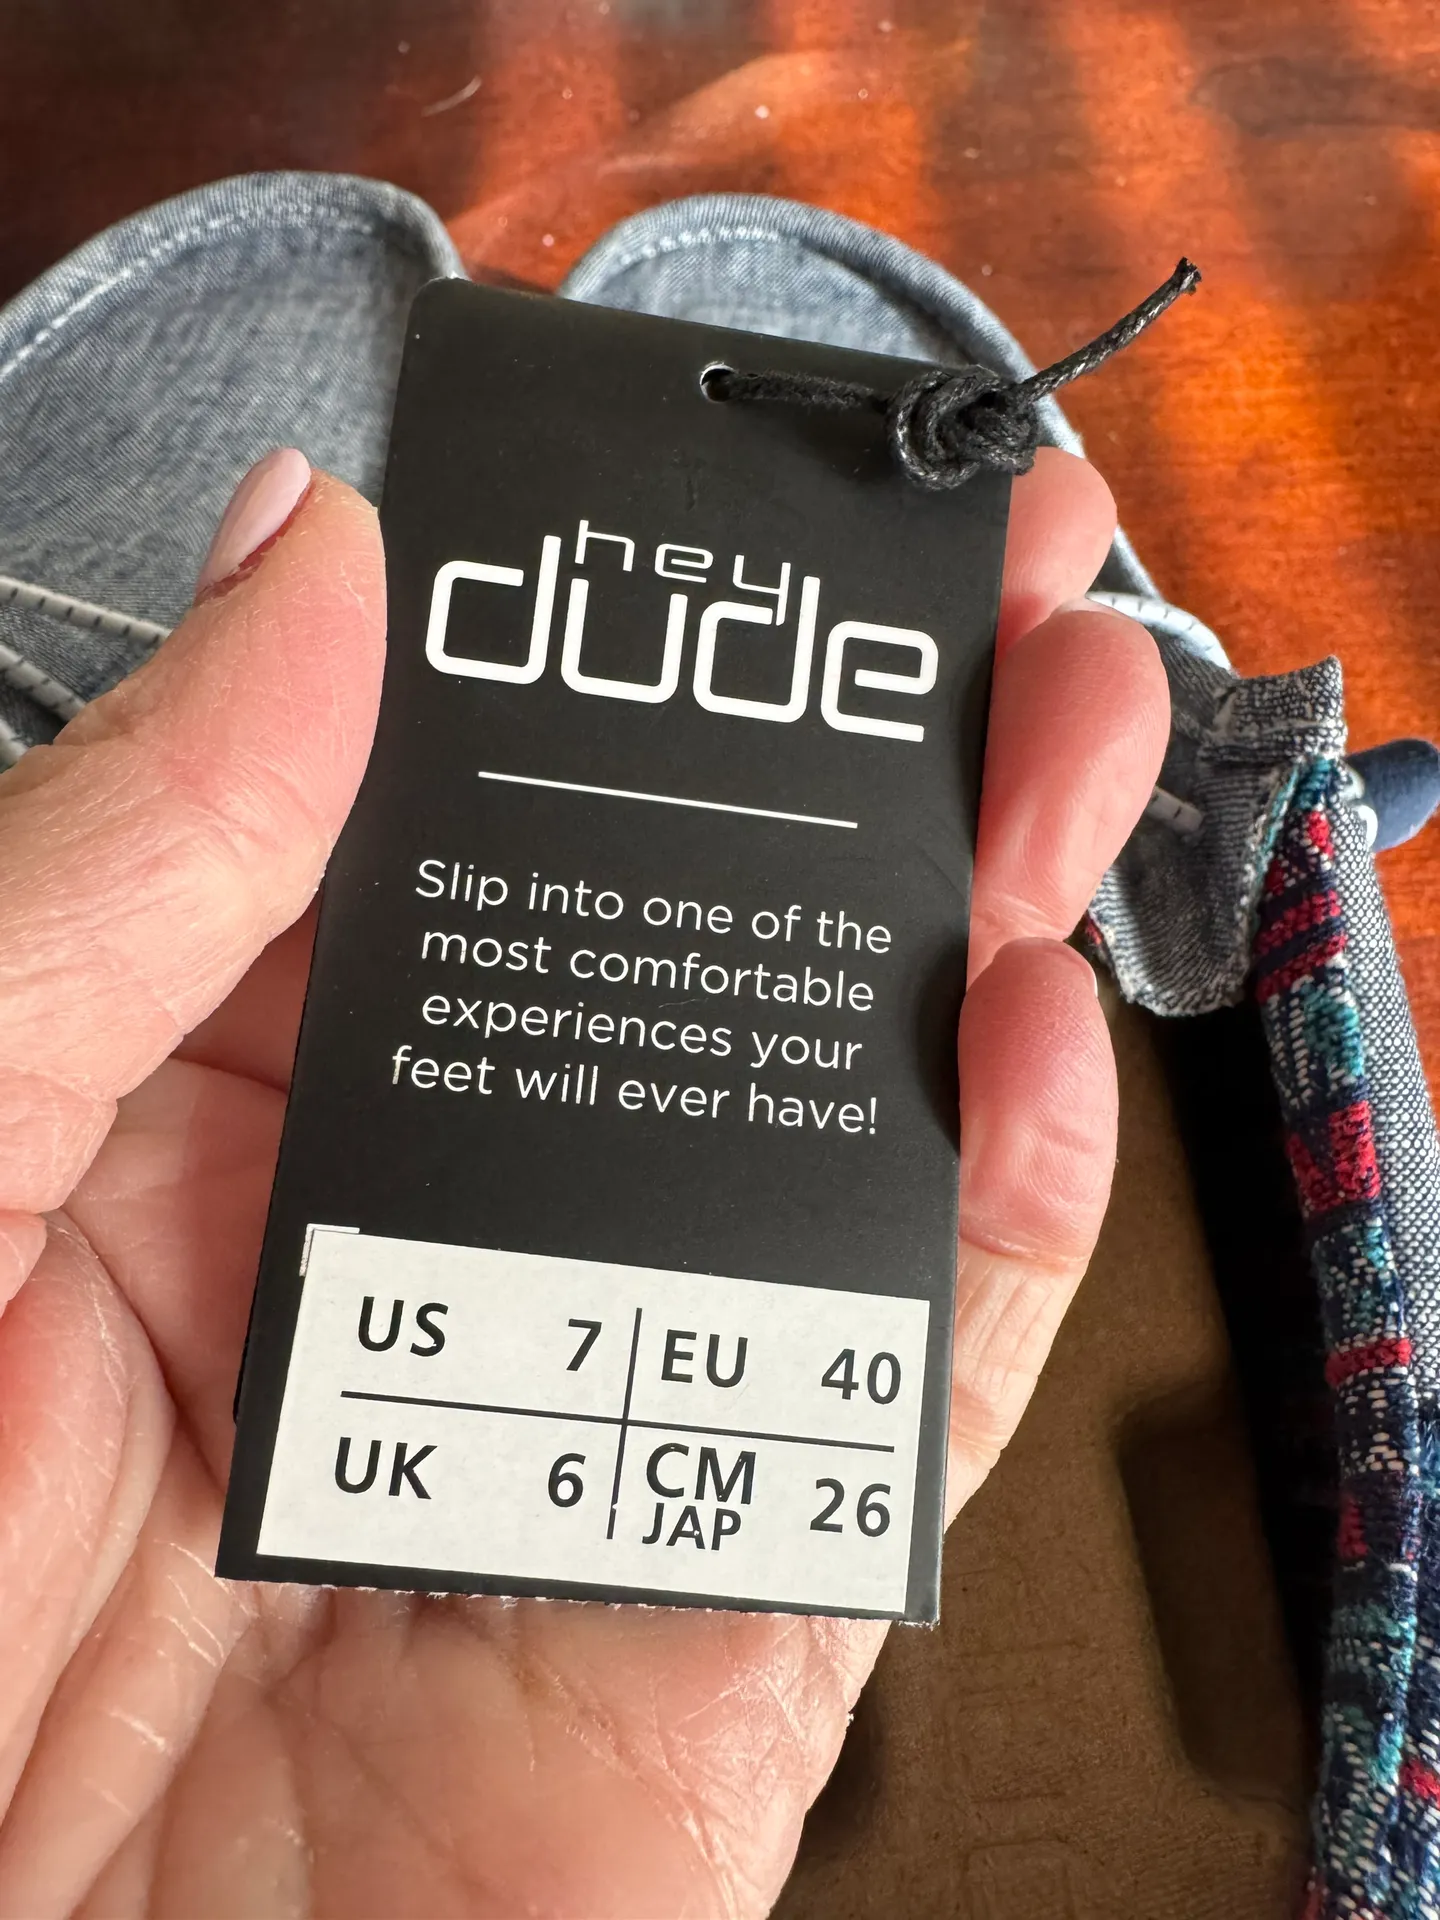 hey
dude
Slip into one of the
most comfortable
experiences your
feet will ever have!
US 7 EU 40
UK 6 CM JAP 26